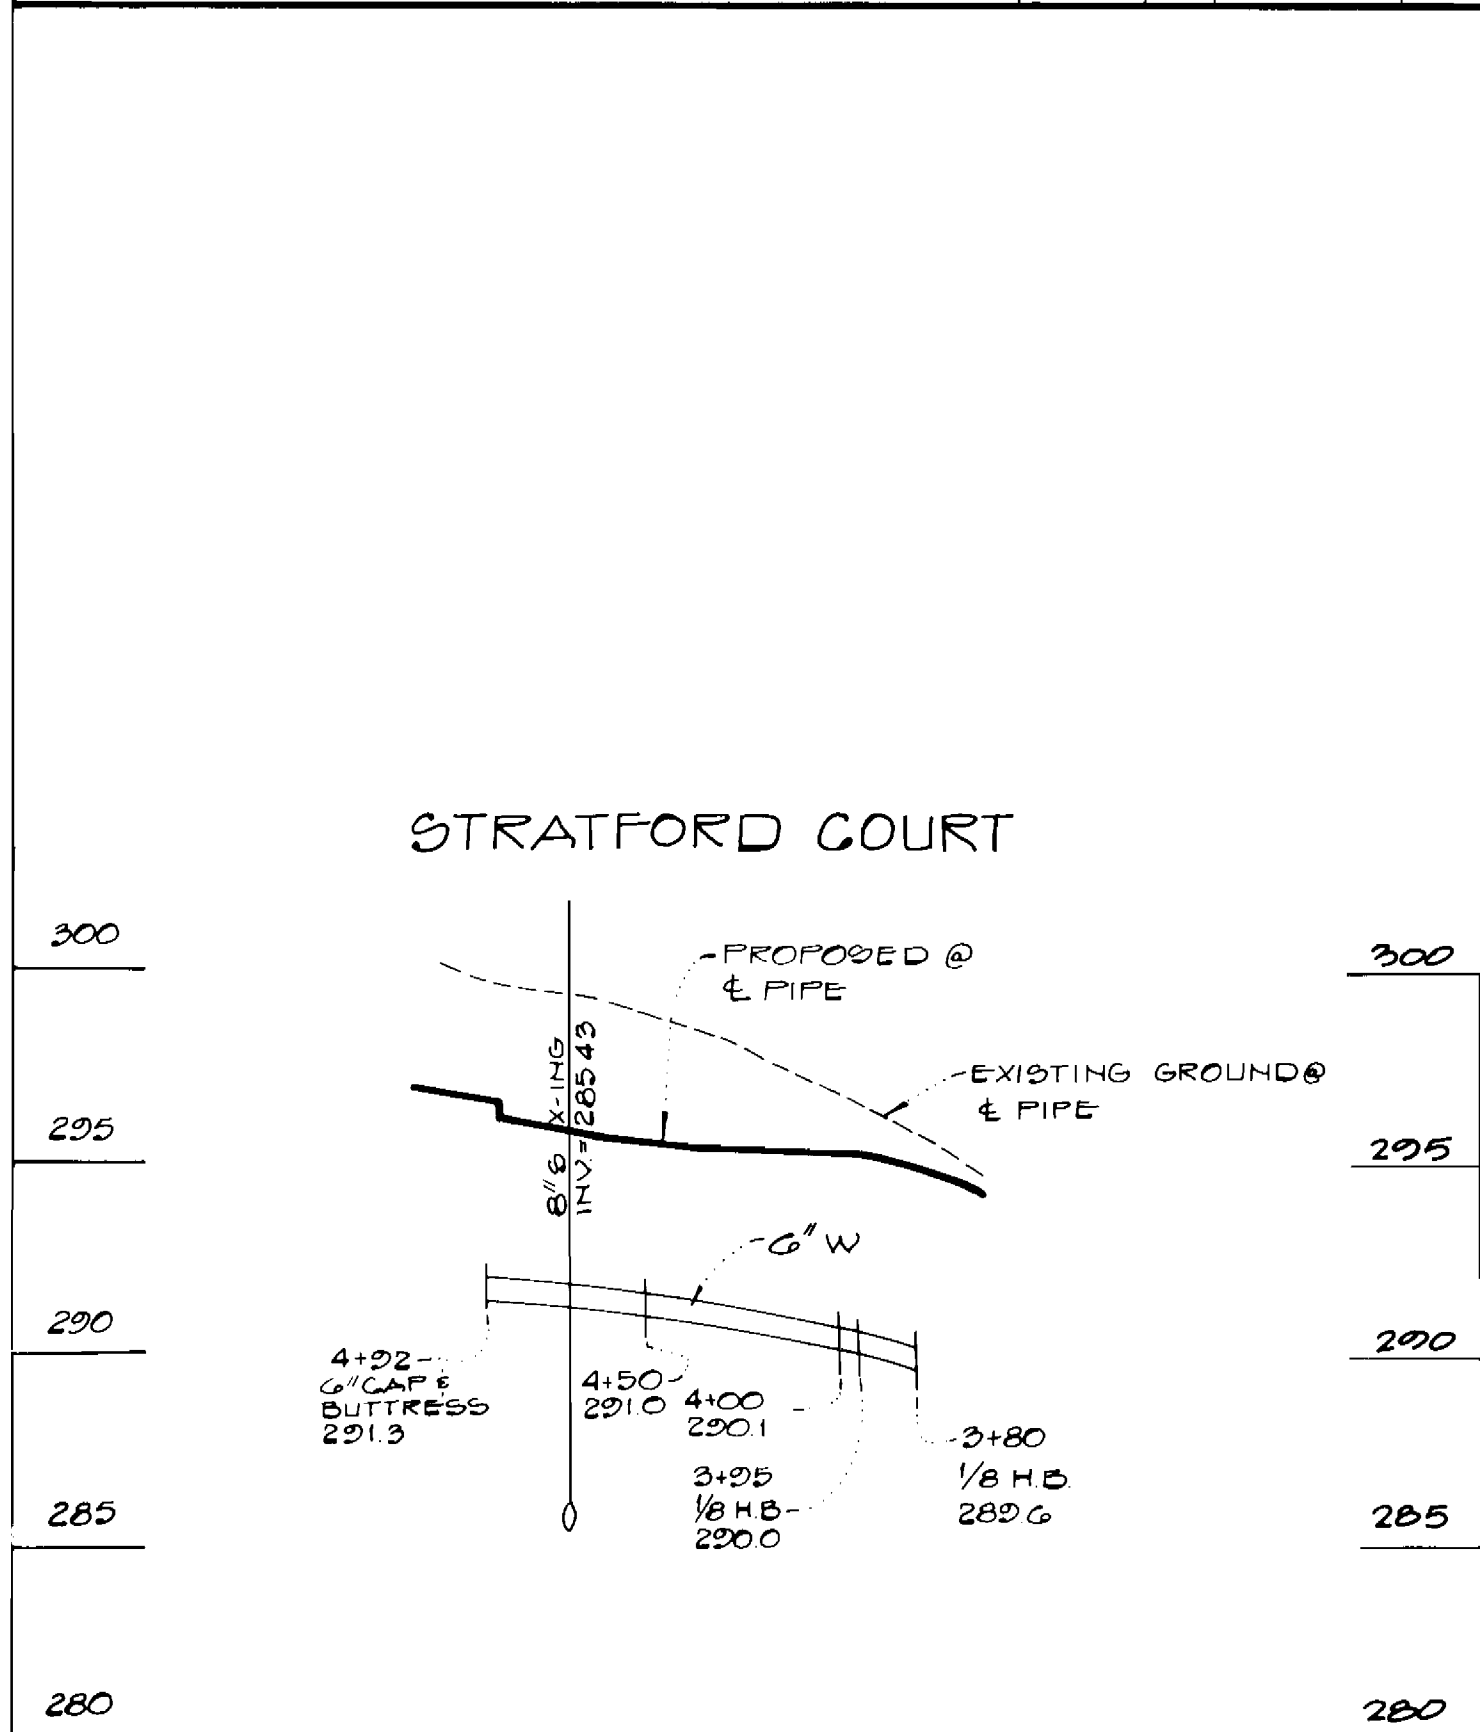 STRATFORD COURT
300
300
PROPOSED @
℄ PIPE
8"S X-ING
INV.=285.43
EXISTING GROUND@
℄ PIPE
295
295
6" W
290
290
4+92
6" CAP &
BUTTRESS
291.3
4+50
291.0
4+00
290.1
3+95
1/8 H.B.
290.0
3+80
1/8 H.B.
289.6
285
285
280
280